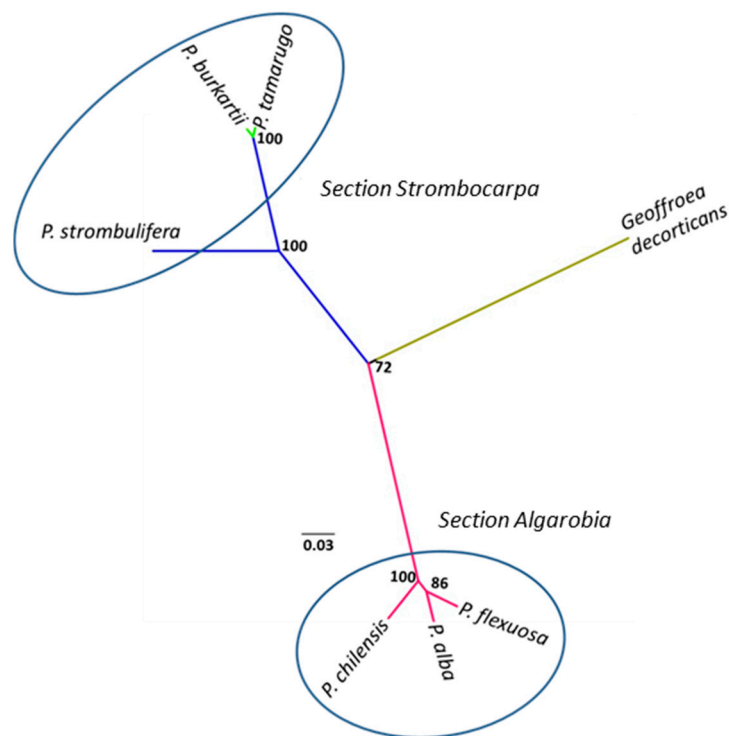 P. burkartii
P. tamarugo
100
Section Strombocarpa
P. strombulifera
100
Geoffroea
decorticans
72
Section Algarobia
0.03
100
86
P. flexuosa
P. alba
P. chilensis